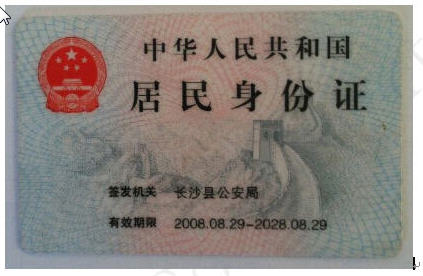 中华人民共和国
居民身份证
签发机关 长沙县公安局
有效期限 2008.08.29-2028.08.29